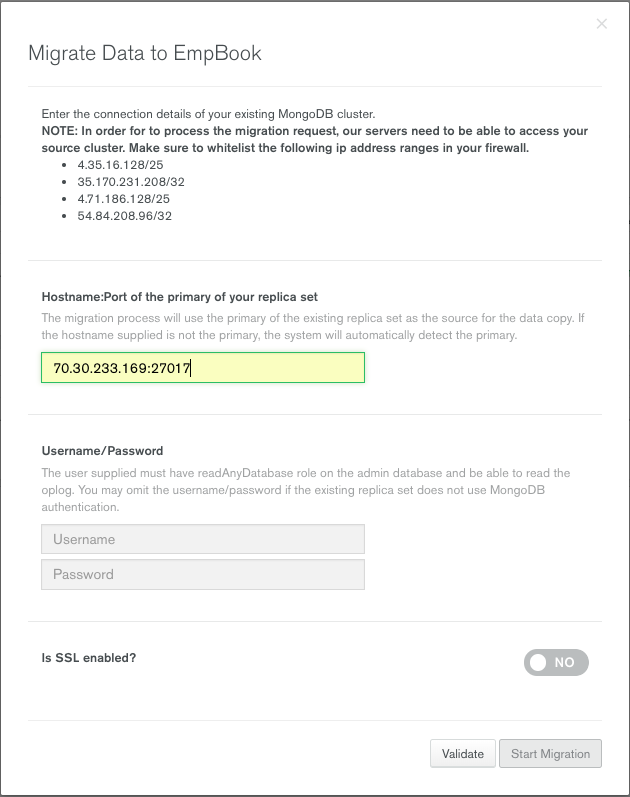 Migrate Data to EmpBook
Enter the connection details of your existing MongoDB cluster.
NOTE: In order for to process the migration request, our servers need to be able to access your
source cluster. Make sure to whitelist the following ip address ranges in your firewall.
• 4.35.16.128/25
• 35.170.231.208/32
• 4.71.186.128/25
• 54.84.208.96/32
Hostname:Port of the primary of your replica set
The migration process will use the primary of the existing replica set as the source for the data copy. If
the hostname supplied is not the primary, the system will automatically detect the primary.
70.30.233.169:27017
Username/Password
The user supplied must have readAnyDatabase role on the admin database and be able to read the
oplog. You may omit the username/password if the existing replica set does not use MongoDB
authentication.
Username
Password
Is SSL enabled?
NO
Validate
Start Migration